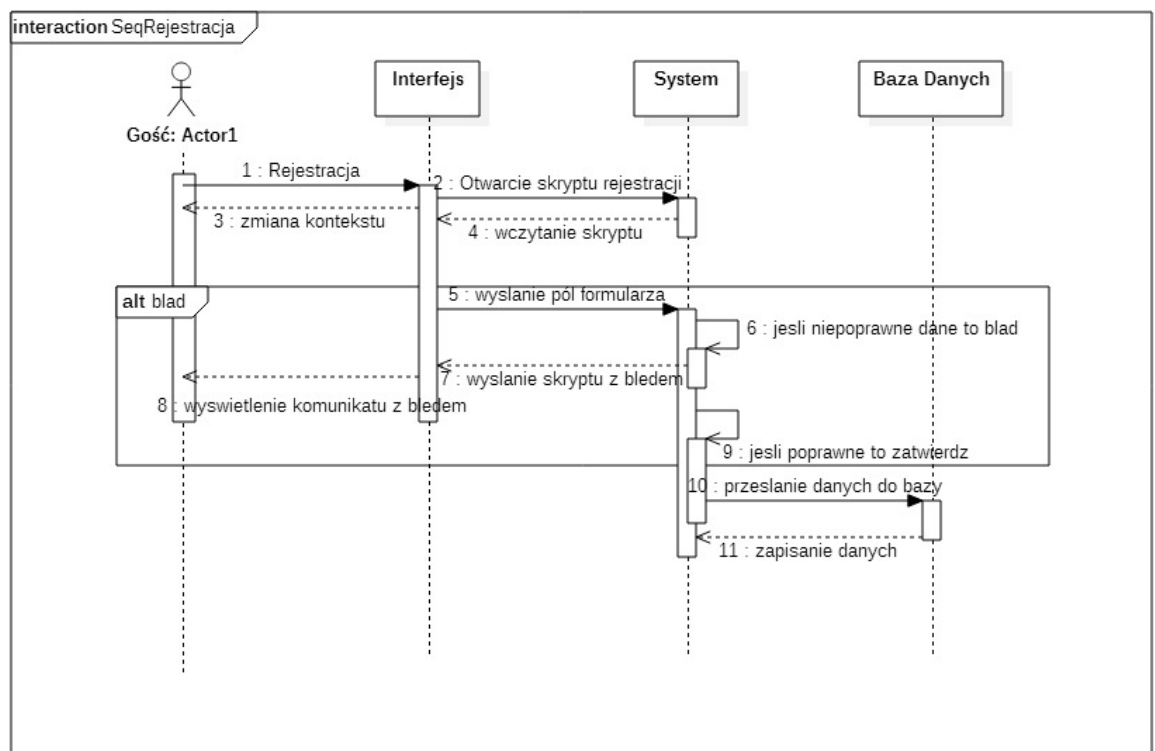 interaction SeqRejestracja
Gość: Actor1
Interfejs
System
Baza Danych
1 : Rejestracja
2 : Otwarcie skryptu rejestracji
3 : zmiana kontekstu
4 : wczytanie skryptu
alt blad
5 : wyslanie pól formularza
6 : jesli niepoprawne dane to blad
7 : wyslanie skryptu z bledem
8 : wyswietlenie komunikatu z bledem
9 : jesli poprawne to zatwierdz
10 : przeslanie danych do bazy
11 : zapisanie danych